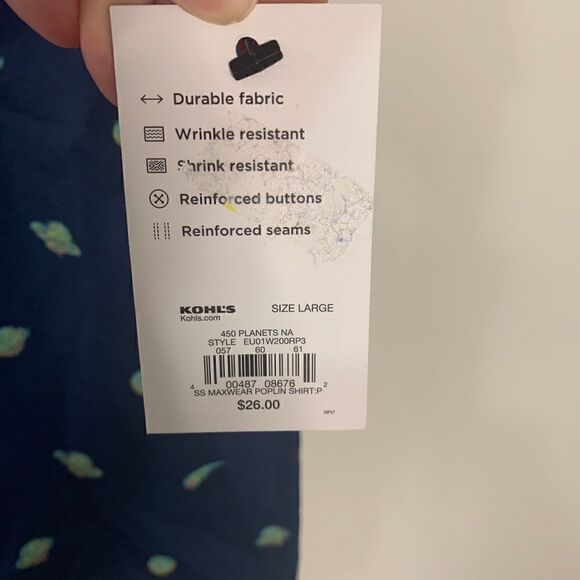 Durable fabric
Wrinkle resistant
Shrink resistant
Reinforced buttons
Reinforced seams
KOHL'S SIZE LARGE
Kohls.com
450 PLANETS NA
STYLE EU01W200RP3
057 60 61
4 00487 08676 2
SS MAXWEAR POPLIN SHIRT:P
$26.00
RPI7